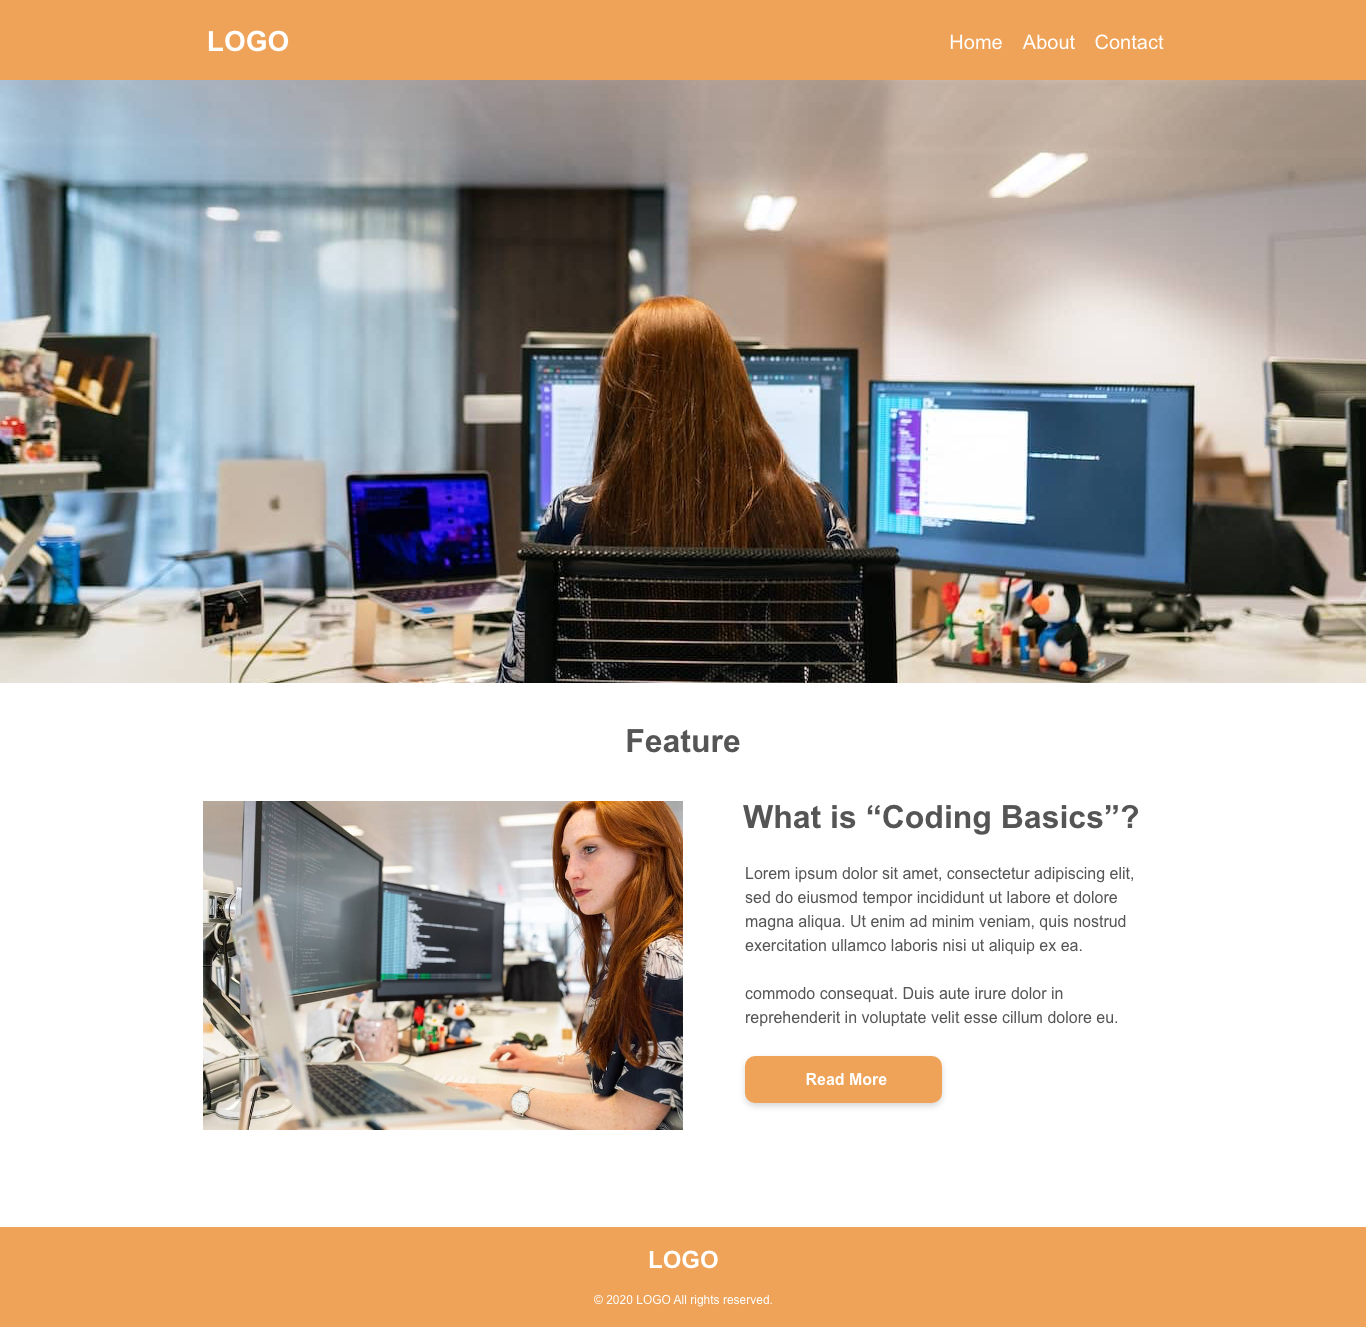 LOGO
Home About Contact
Feature
What is “Coding Basics”?
Lorem ipsum dolor sit amet, consectetur adipiscing elit,
sed do eiusmod tempor incididunt ut labore et dolore
magna aliqua. Ut enim ad minim veniam, quis nostrud
exercitation ullamco laboris nisi ut aliquip ex ea.
commodo consequat. Duis aute irure dolor in
reprehenderit in voluptate velit esse cillum dolore eu.
Read More
LOGO
© 2020 LOGO All rights reserved.